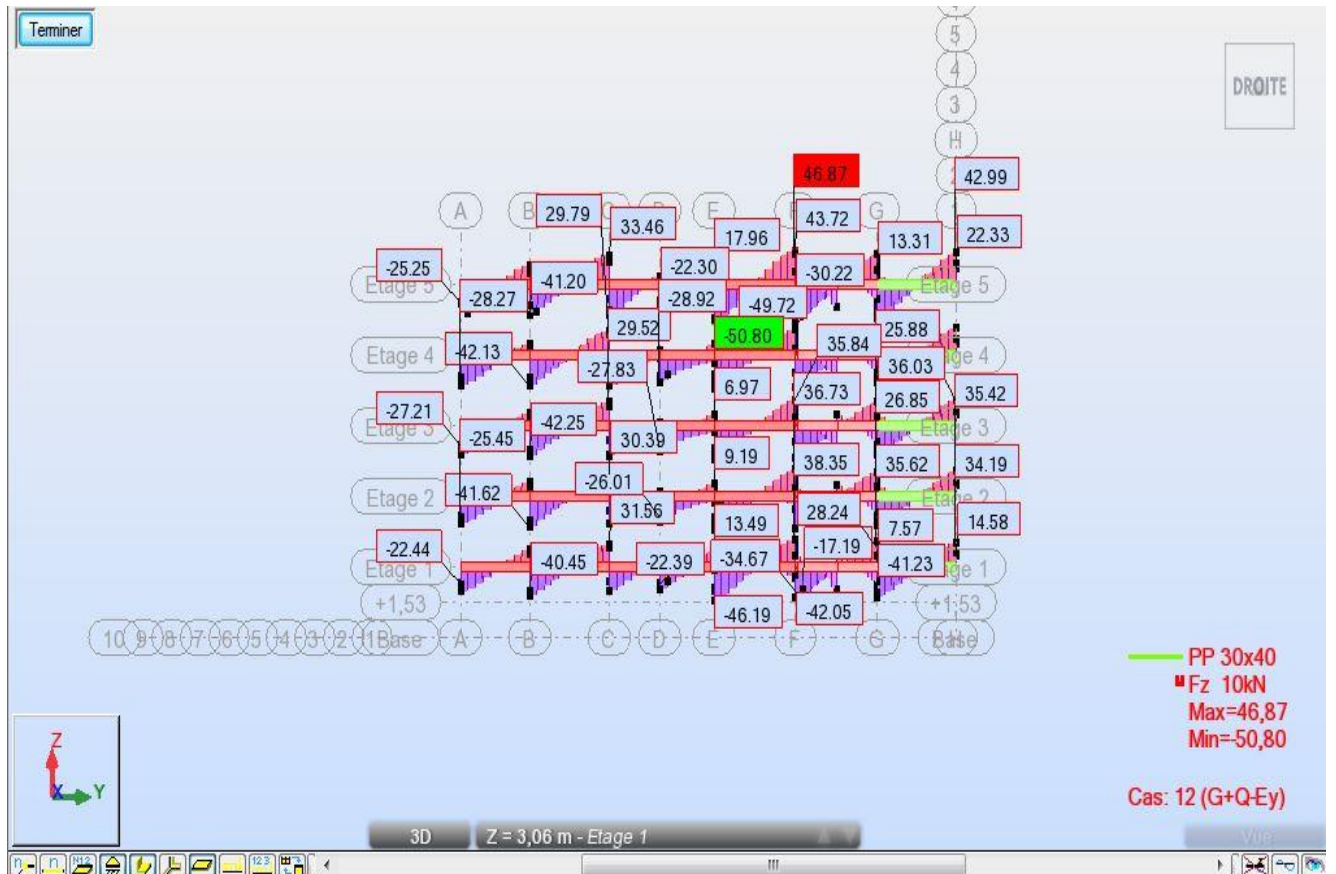 Terminer
5
4
3
H
DROITE
46.87
42.99
A B 29.79 33.46 E 43.72 G
17.96 13.31 22.33
-25.25 -41.20 -22.30 -30.22
Etage 5 -28.27 -28.92 -49.72 Etage 5
29.52 -50.80 35.84 25.88
Etage 4 -42.13 -27.83 36.03
6.97 36.73 26.85 35.42
-27.21
Etage 3 -25.45 -42.25 30.39 Etage 3
9.19 38.35 35.62 34.19
Etage 2 -41.62 -26.01
31.56 13.49 28.24 7.57 14.58
-22.44 -40.45 -22.39 -34.67 -17.19 -41.23
Etage 1
+1,53 -46.19 -42.05 +1,53
10 9 8 7 6 5 4 3 2 1 Base A B C D E F G Base
PP 30x40
Fz 10kN
Max=46,87
Min=-50,80
Cas: 12 (G+Q-Ey)
Z
X Y
3D Z = 3,06 m - Etage 1 Vue